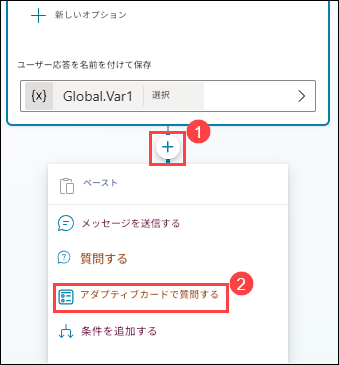 新しいオプション
ユーザー応答を名前を付けて保存
{x} Global.Var1 選択
1
ペースト
メッセージを送信する
質問する
2
アダプティブカードで質問する
条件を追加する